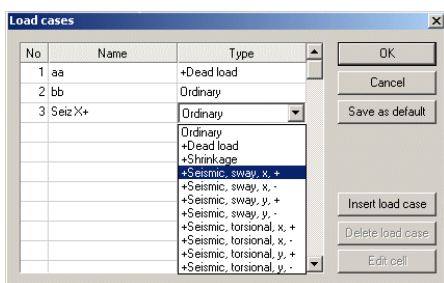 Load cases
No Name Type
1 aa +Dead load
2 bb Ordinary
3 Seiz X+ Ordinary
Ordinary
+Dead load
+Shrinkage
+Seismic, sway, x, +
+Seismic, sway, x, -
+Seismic, sway, y, +
+Seismic, sway, y, -
+Seismic, torsional, x, +
+Seismic, torsional, x, -
+Seismic, torsional, y, +
+Seismic, torsional, y, -
OK
Cancel
Save as default
Insert load case
Delete load case
Edit cell